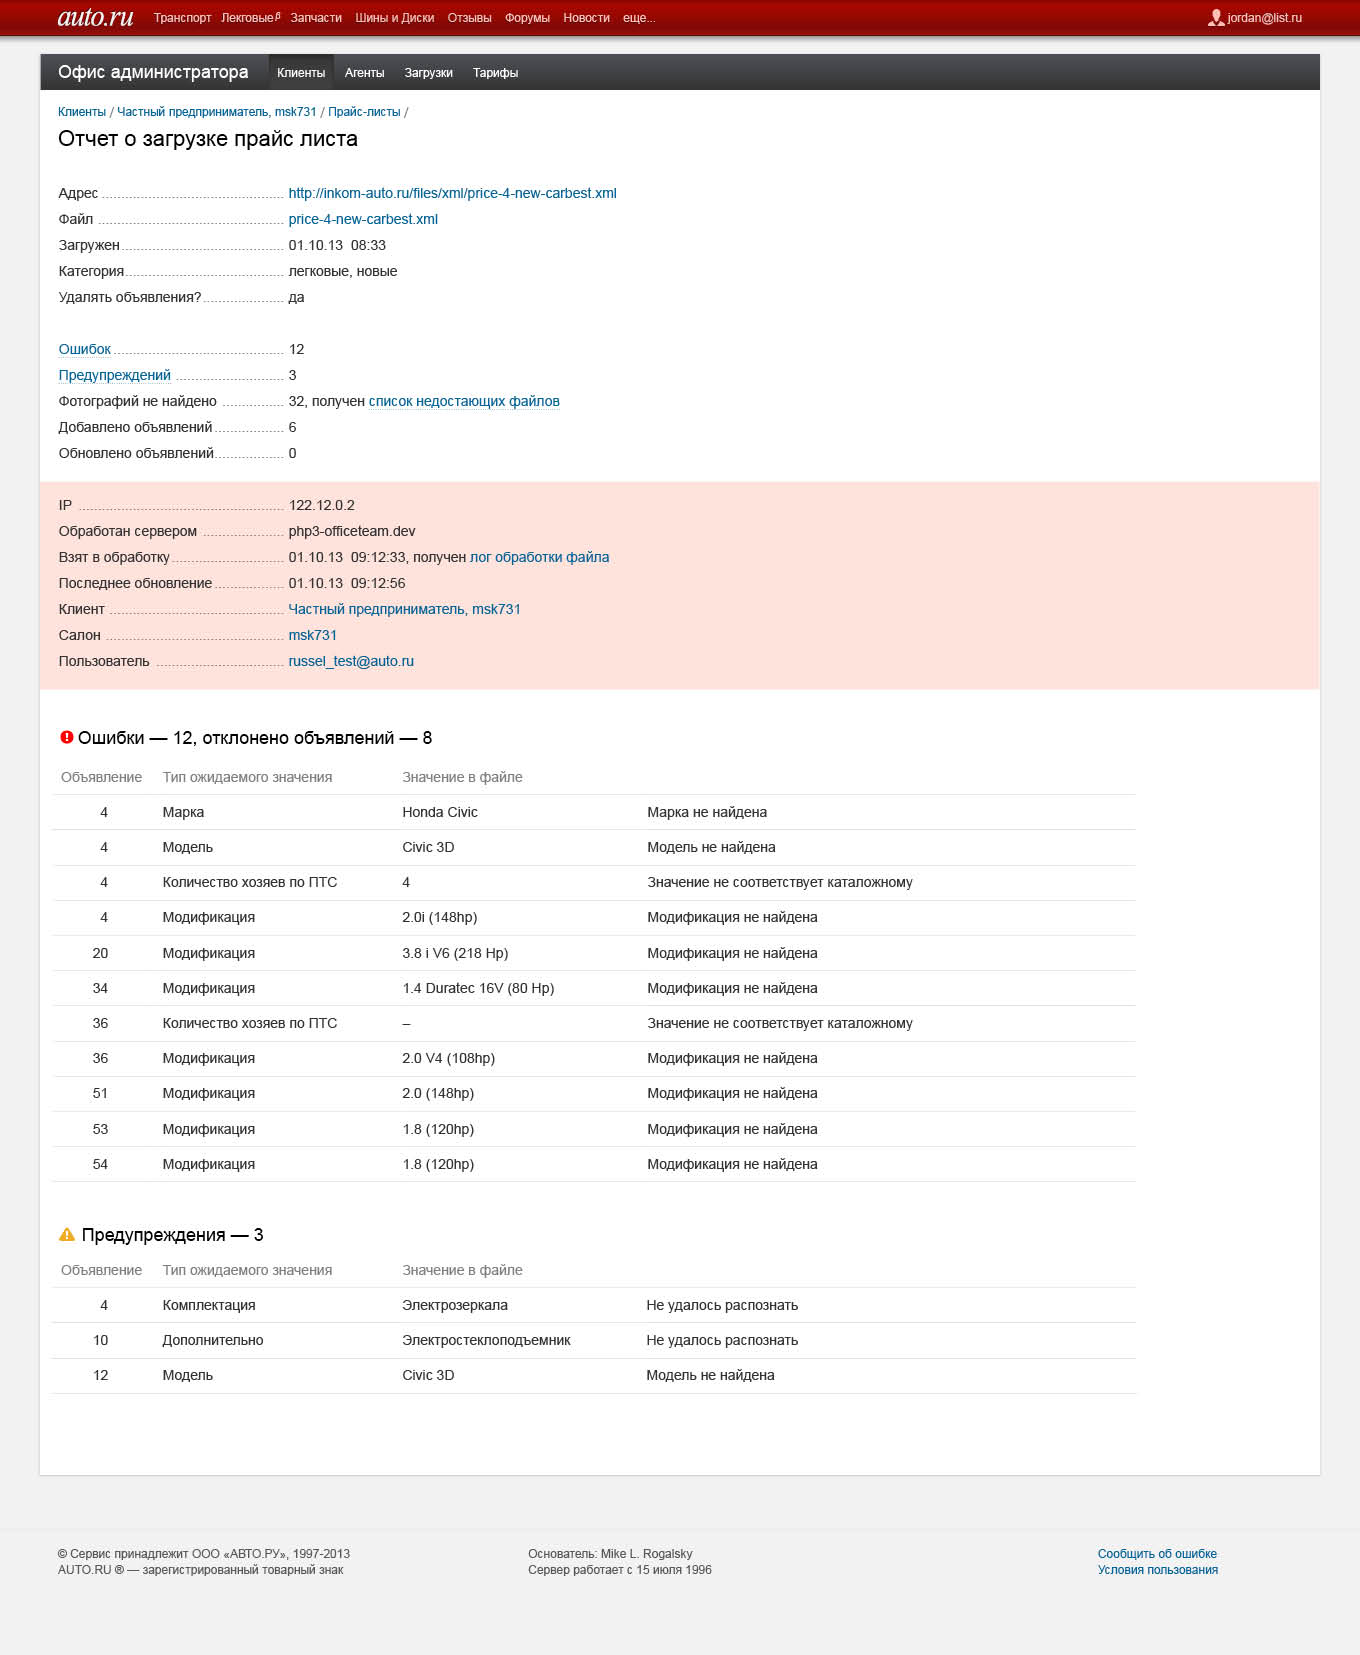 auto.ru Транспорт Лекговые β Запчасти Шины и Диски Отзывы Форумы Новости еще... jordan@list.ru
Офис администратора Клиенты Агенты Загрузки Тарифы
Клиенты / Частный предприниматель, msk731 / Прайс-листы /
Отчет о загрузке прайс листа
Адрес http://inkom-auto.ru/files/xml/price-4-new-carbest.xml
Файл price-4-new-carbest.xml
Загружен 01.10.13 08:33
Категория легковые, новые
Удалять объявления? да
Ошибок 12
Предупреждений 3
Фотографий не найдено 32, получен список недостающих файлов
Добавлено объявлений 6
Обновлено объявлений 0
IP 122.12.0.2
Обработан сервером php3-officeteam.dev
Взят в обработку 01.10.13 09:12:33, получен лог обработки файла
Последнее обновление 01.10.13 09:12:56
Клиент Частный предприниматель, msk731
Салон msk731
Пользователь russel_test@auto.ru
Ошибки — 12, отклонено объявлений — 8
Объявление Тип ожидаемого значения Значение в файле
4 Марка Honda Civic Марка не найдена
4 Модель Civic 3D Модель не найдена
4 Количество хозяев по ПТС 4 Значение не соответствует каталожному
4 Модификация 2.0i (148hp) Модификация не найдена
20 Модификация 3.8 i V6 (218 Hp) Модификация не найдена
34 Модификация 1.4 Duratec 16V (80 Hp) Модификация не найдена
36 Количество хозяев по ПТС – Значение не соответствует каталожному
36 Модификация 2.0 V4 (108hp) Модификация не найдена
51 Модификация 2.0 (148hp) Модификация не найдена
53 Модификация 1.8 (120hp) Модификация не найдена
54 Модификация 1.8 (120hp) Модификация не найдена
Предупреждения — 3
Объявление Тип ожидаемого значения Значение в файле
4 Комплектация Электрозеркала Не удалось распознать
10 Дополнительно Электростеклоподъемник Не удалось распознать
12 Модель Civic 3D Модель не найдена
© Сервис принадлежит ООО «АВТО.РУ», 1997-2013 Основатель: Mike L. Rogalsky Сообщить об ошибке
AUTO.RU ® — зарегистрированный товарный знак Сервер работает с 15 июля 1996 Условия пользования